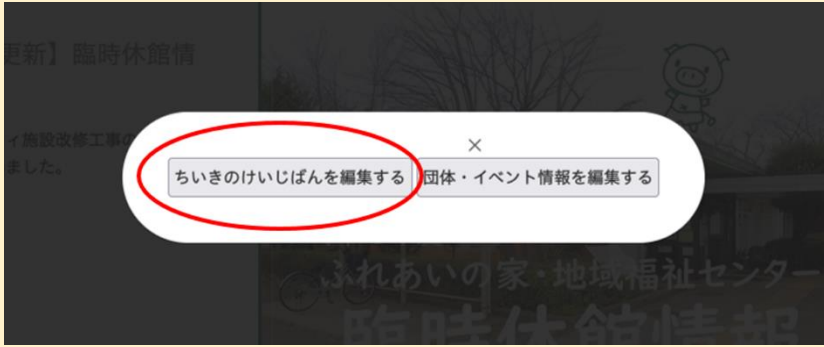 更新】臨時休館情
ィ施設改修工事の
ました。
×
ちいきのけいじばんを編集する
団体・イベント情報を編集する
ふれあいの家・地域福祉センター
臨時休館情報